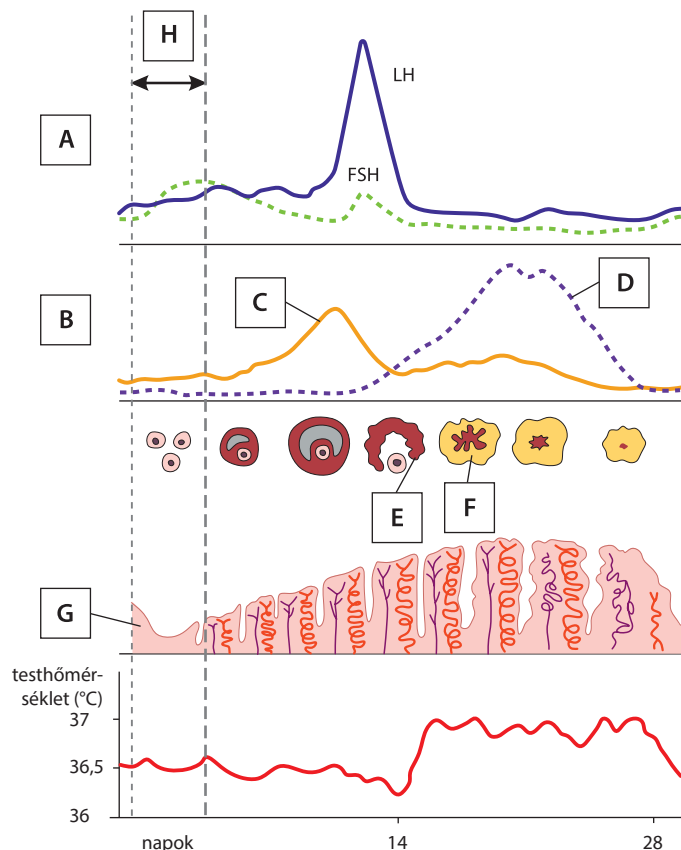 H
LH
A
FSH
C
D
B
E
F
G
testhőmér-
séklet (°C)
37
36,5
36
napok
14
28